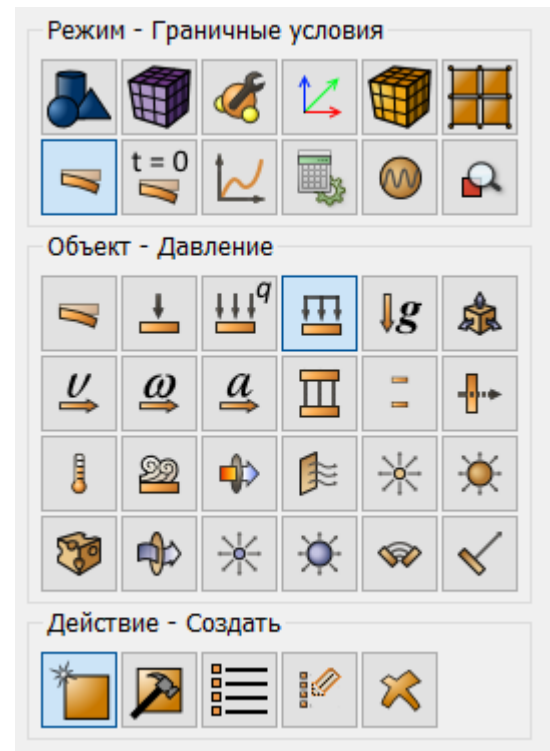 Режим - Граничные условия
t = 0
Объект - Давление
q
g
υ ω a
Действие - Создать